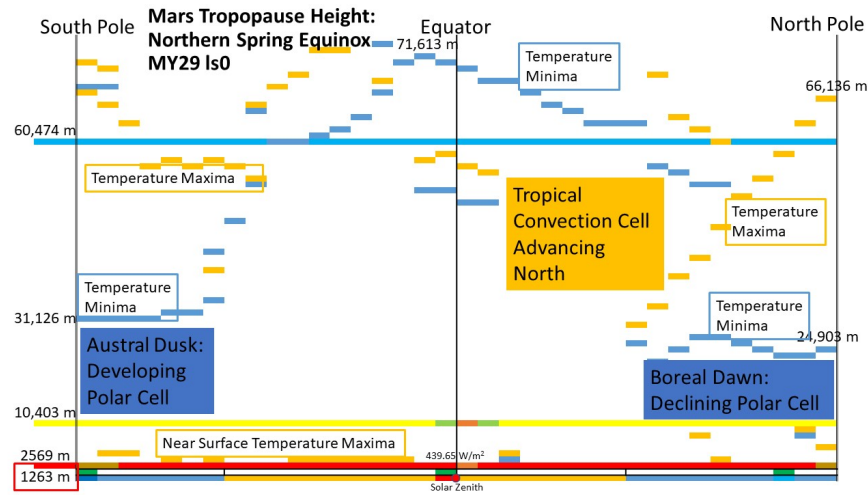 South Pole
Mars Tropopause Height:
Northern Spring Equinox
MY29 ls0
Equator
North Pole
71,613 m
Temperature
Minima
66,136 m
60,474 m
Temperature Maxima
Tropical
Convection Cell
Advancing
North
Temperature
Maxima
Temperature
Minima
31,126 m
Temperature
Minima
24,903 m
Austral Dusk:
Developing
Polar Cell
Boreal Dawn:
Declining Polar Cell
10,403 m
Near Surface Temperature Maxima
439.65 W/m²
2569 m
1263 m
Solar Zenith